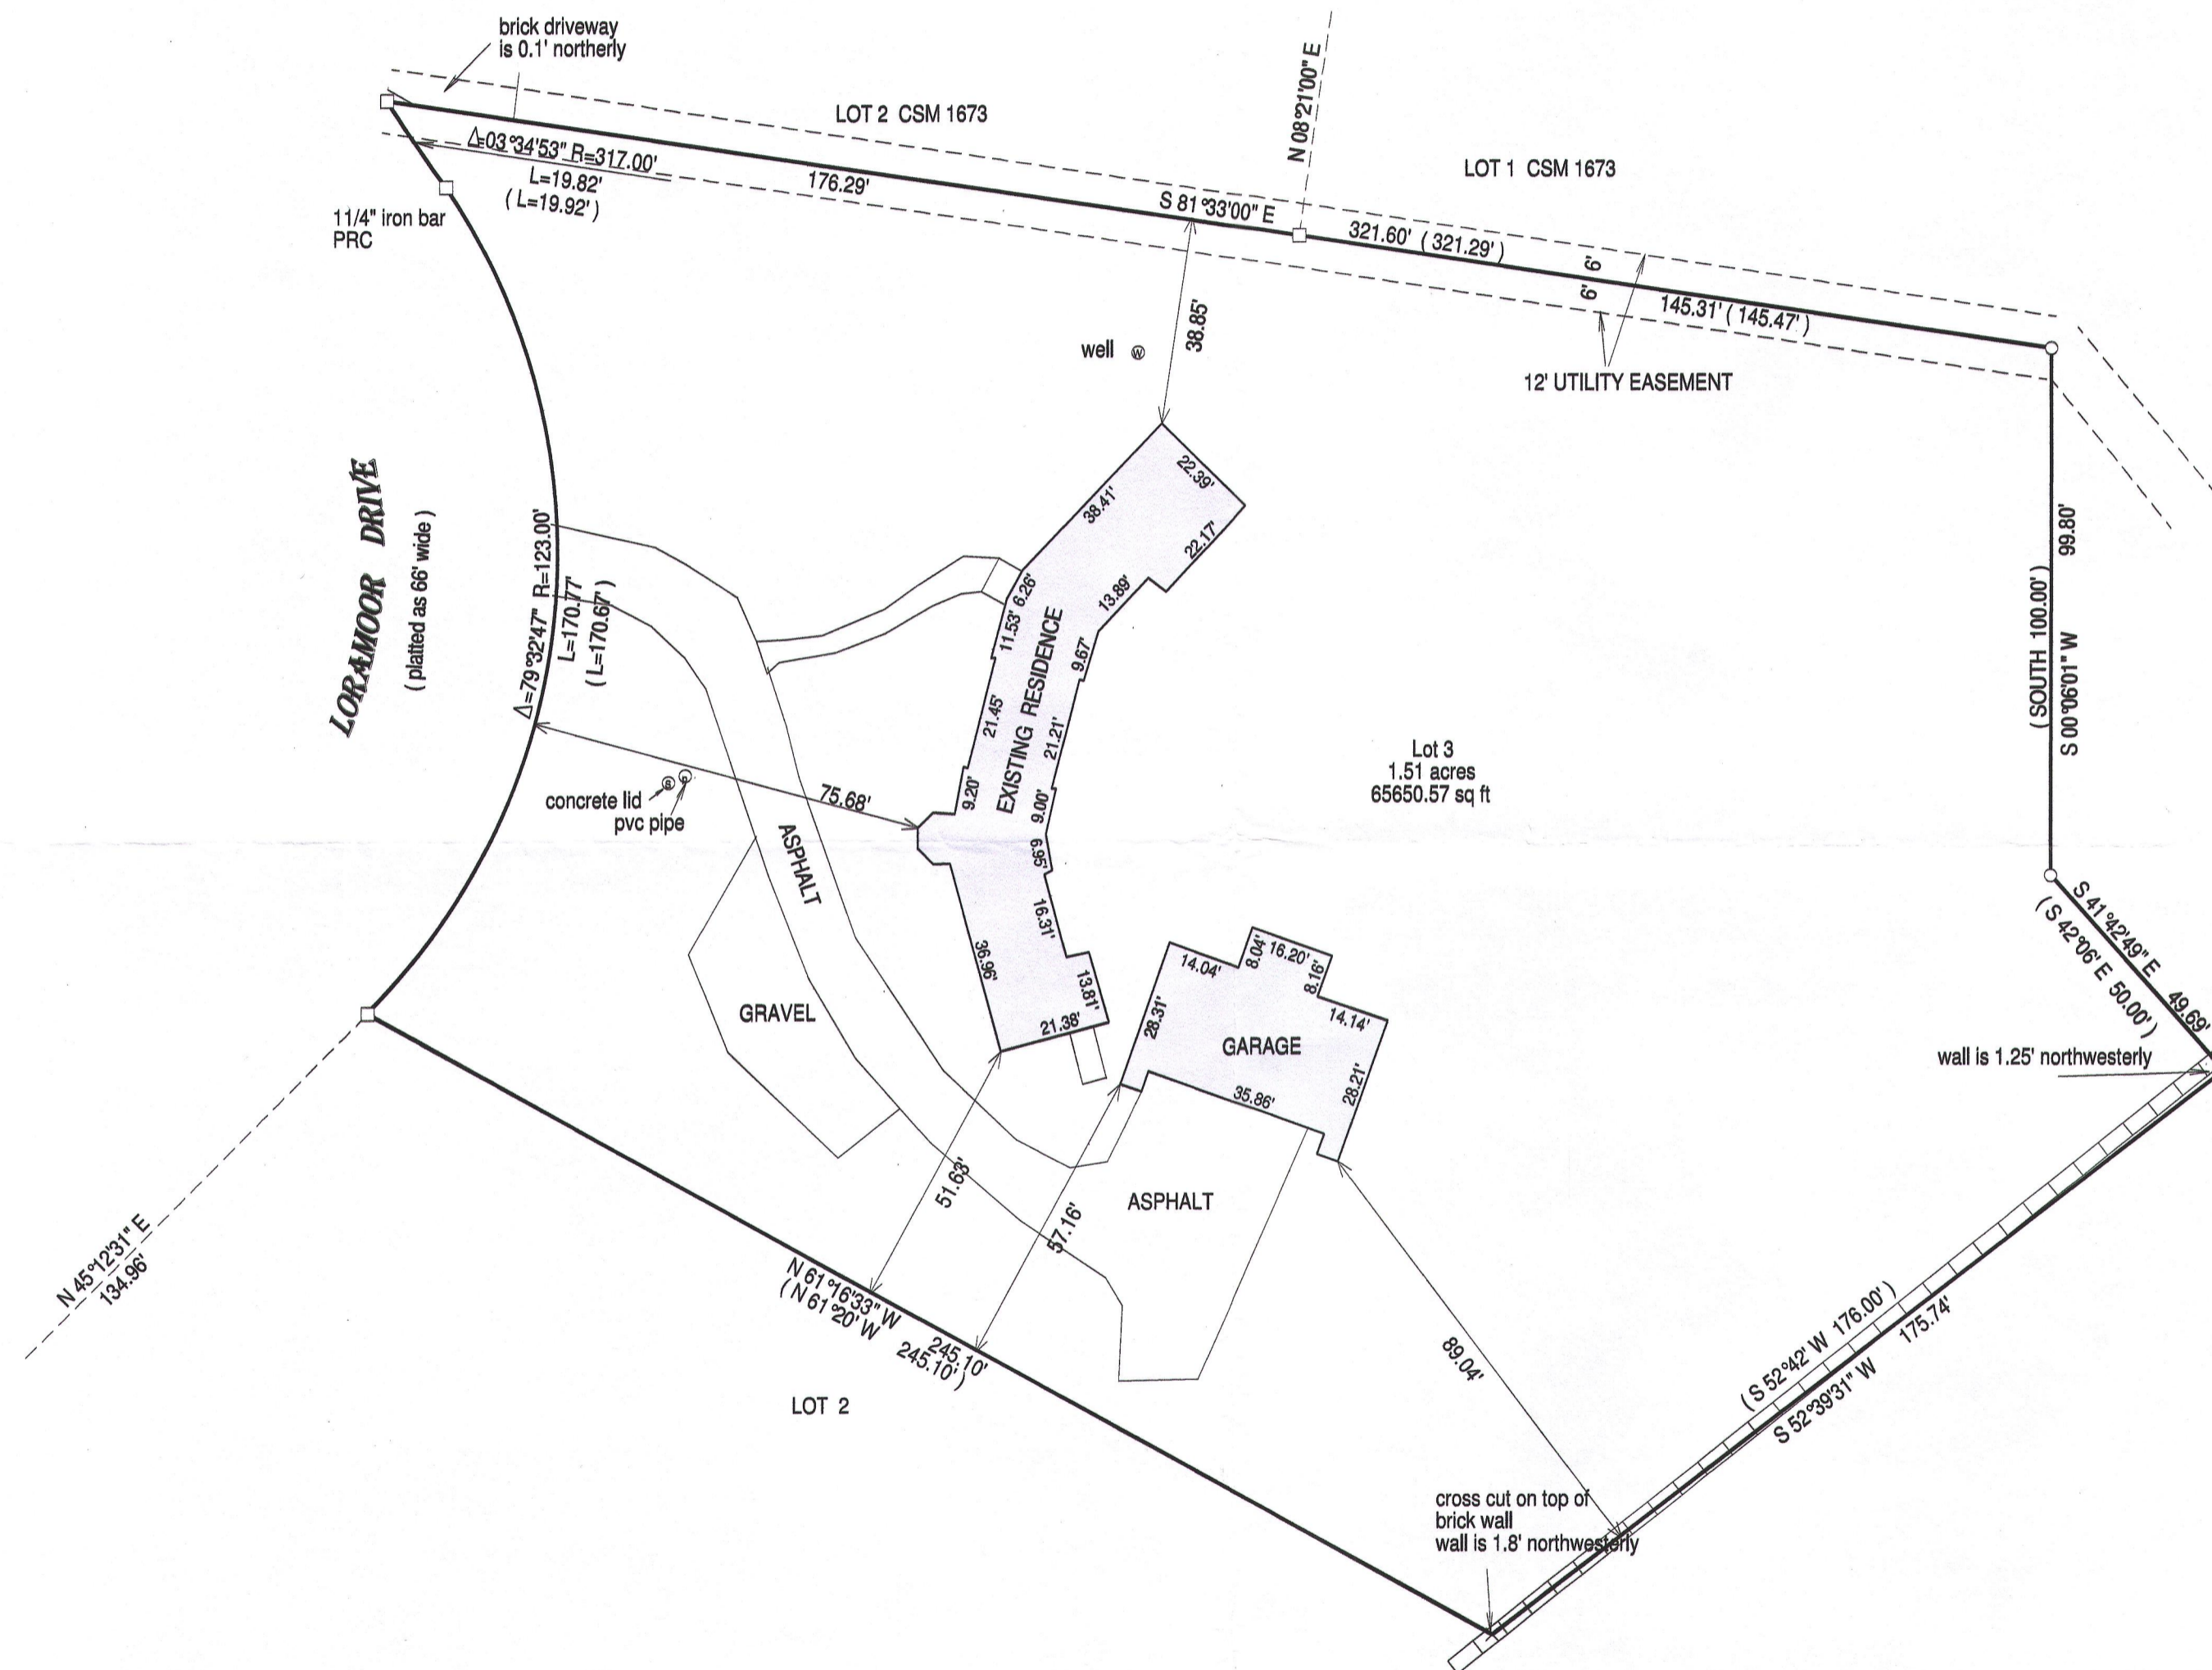 brick driveway
is 0.1' northerly
LOT 2 CSM 1673
N 08°21'00" E
LOT 1 CSM 1673
Δ=03°34'53" R=317.00'
L=19.82'
( L=19.92' )
176.29'
S 81°33'00" E
321.60' ( 321.29' )
6'
6'
145.31' ( 145.47' )
12' UTILITY EASEMENT
11/4" iron bar
PRC
38.85'
well
W
LORAMOOR DRIVE
( platted as 66' wide )
Δ=79°32'47" R=123.00'
L=170.77'
( L=170.67' )
22.39'
38.41'
22.17'
13.89'
6.26'
11.53'
9.67'
21.45'
21.21'
EXISTING RESIDENCE
9.20'
9.00'
6.95'
16.31'
36.96'
13.81'
21.38'
75.68'
concrete lid
pvc pipe
ASPHALT
GRAVEL
Lot 3
1.51 acres
65650.57 sq ft
( SOUTH 100.00' )
S 00°06'01" W
99.80'
S 41°42'49" E
49.69'
( S 42°06' E 50.00' )
wall is 1.25' northwesterly
14.04'
8.04'
16.20'
8.16'
14.14'
28.31'
GARAGE
28.21'
35.86'
ASPHALT
51.63'
57.16'
89.04'
N 45°12'31" E
134.96'
N 61°16'33" W 245.10'
( N 61°20' W 245.10' )
LOT 2
( S 52°42' W 176.00' )
S 52°39'31" W 175.74'
cross cut on top of
brick wall
wall is 1.8' northwesterly